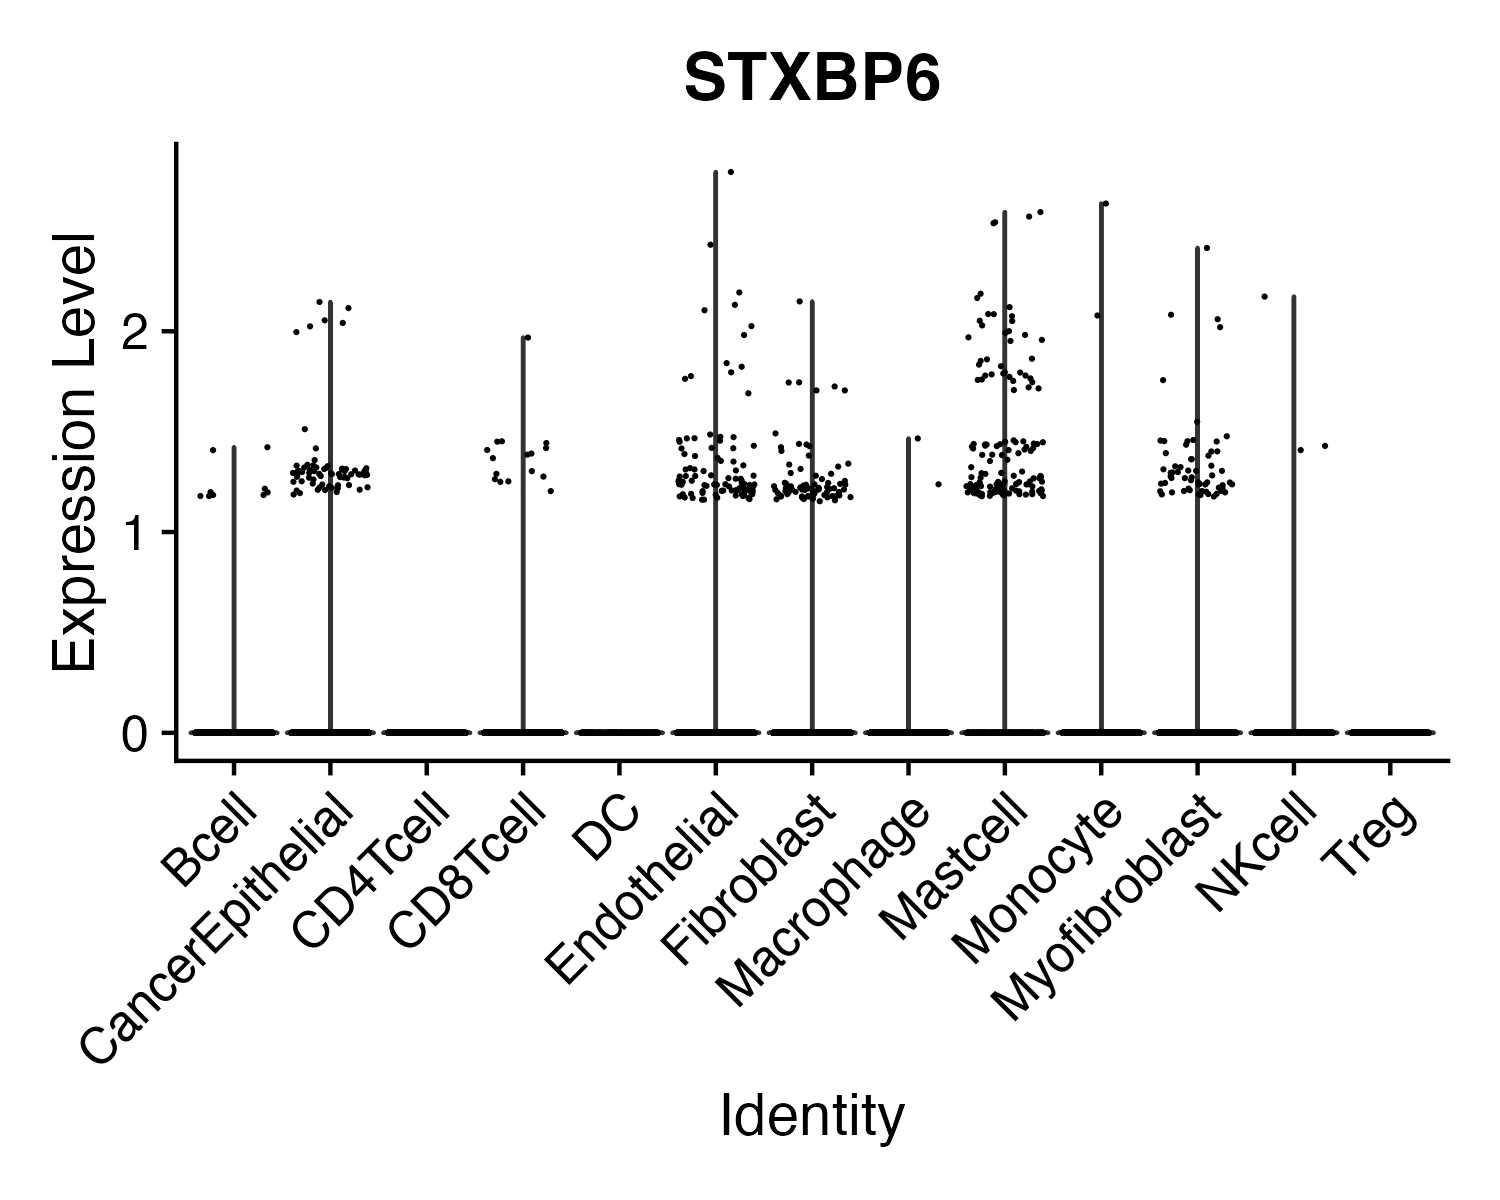 STXBP6
Expression Level
2
1
0
Bcell
CancerEpithelial
CD4Tcell
CD8Tcell
DC
Endothelial
Fibroblast
Macrophage
Mastcell
Monocyte
Myofibroblast
NKcell
Treg
Identity